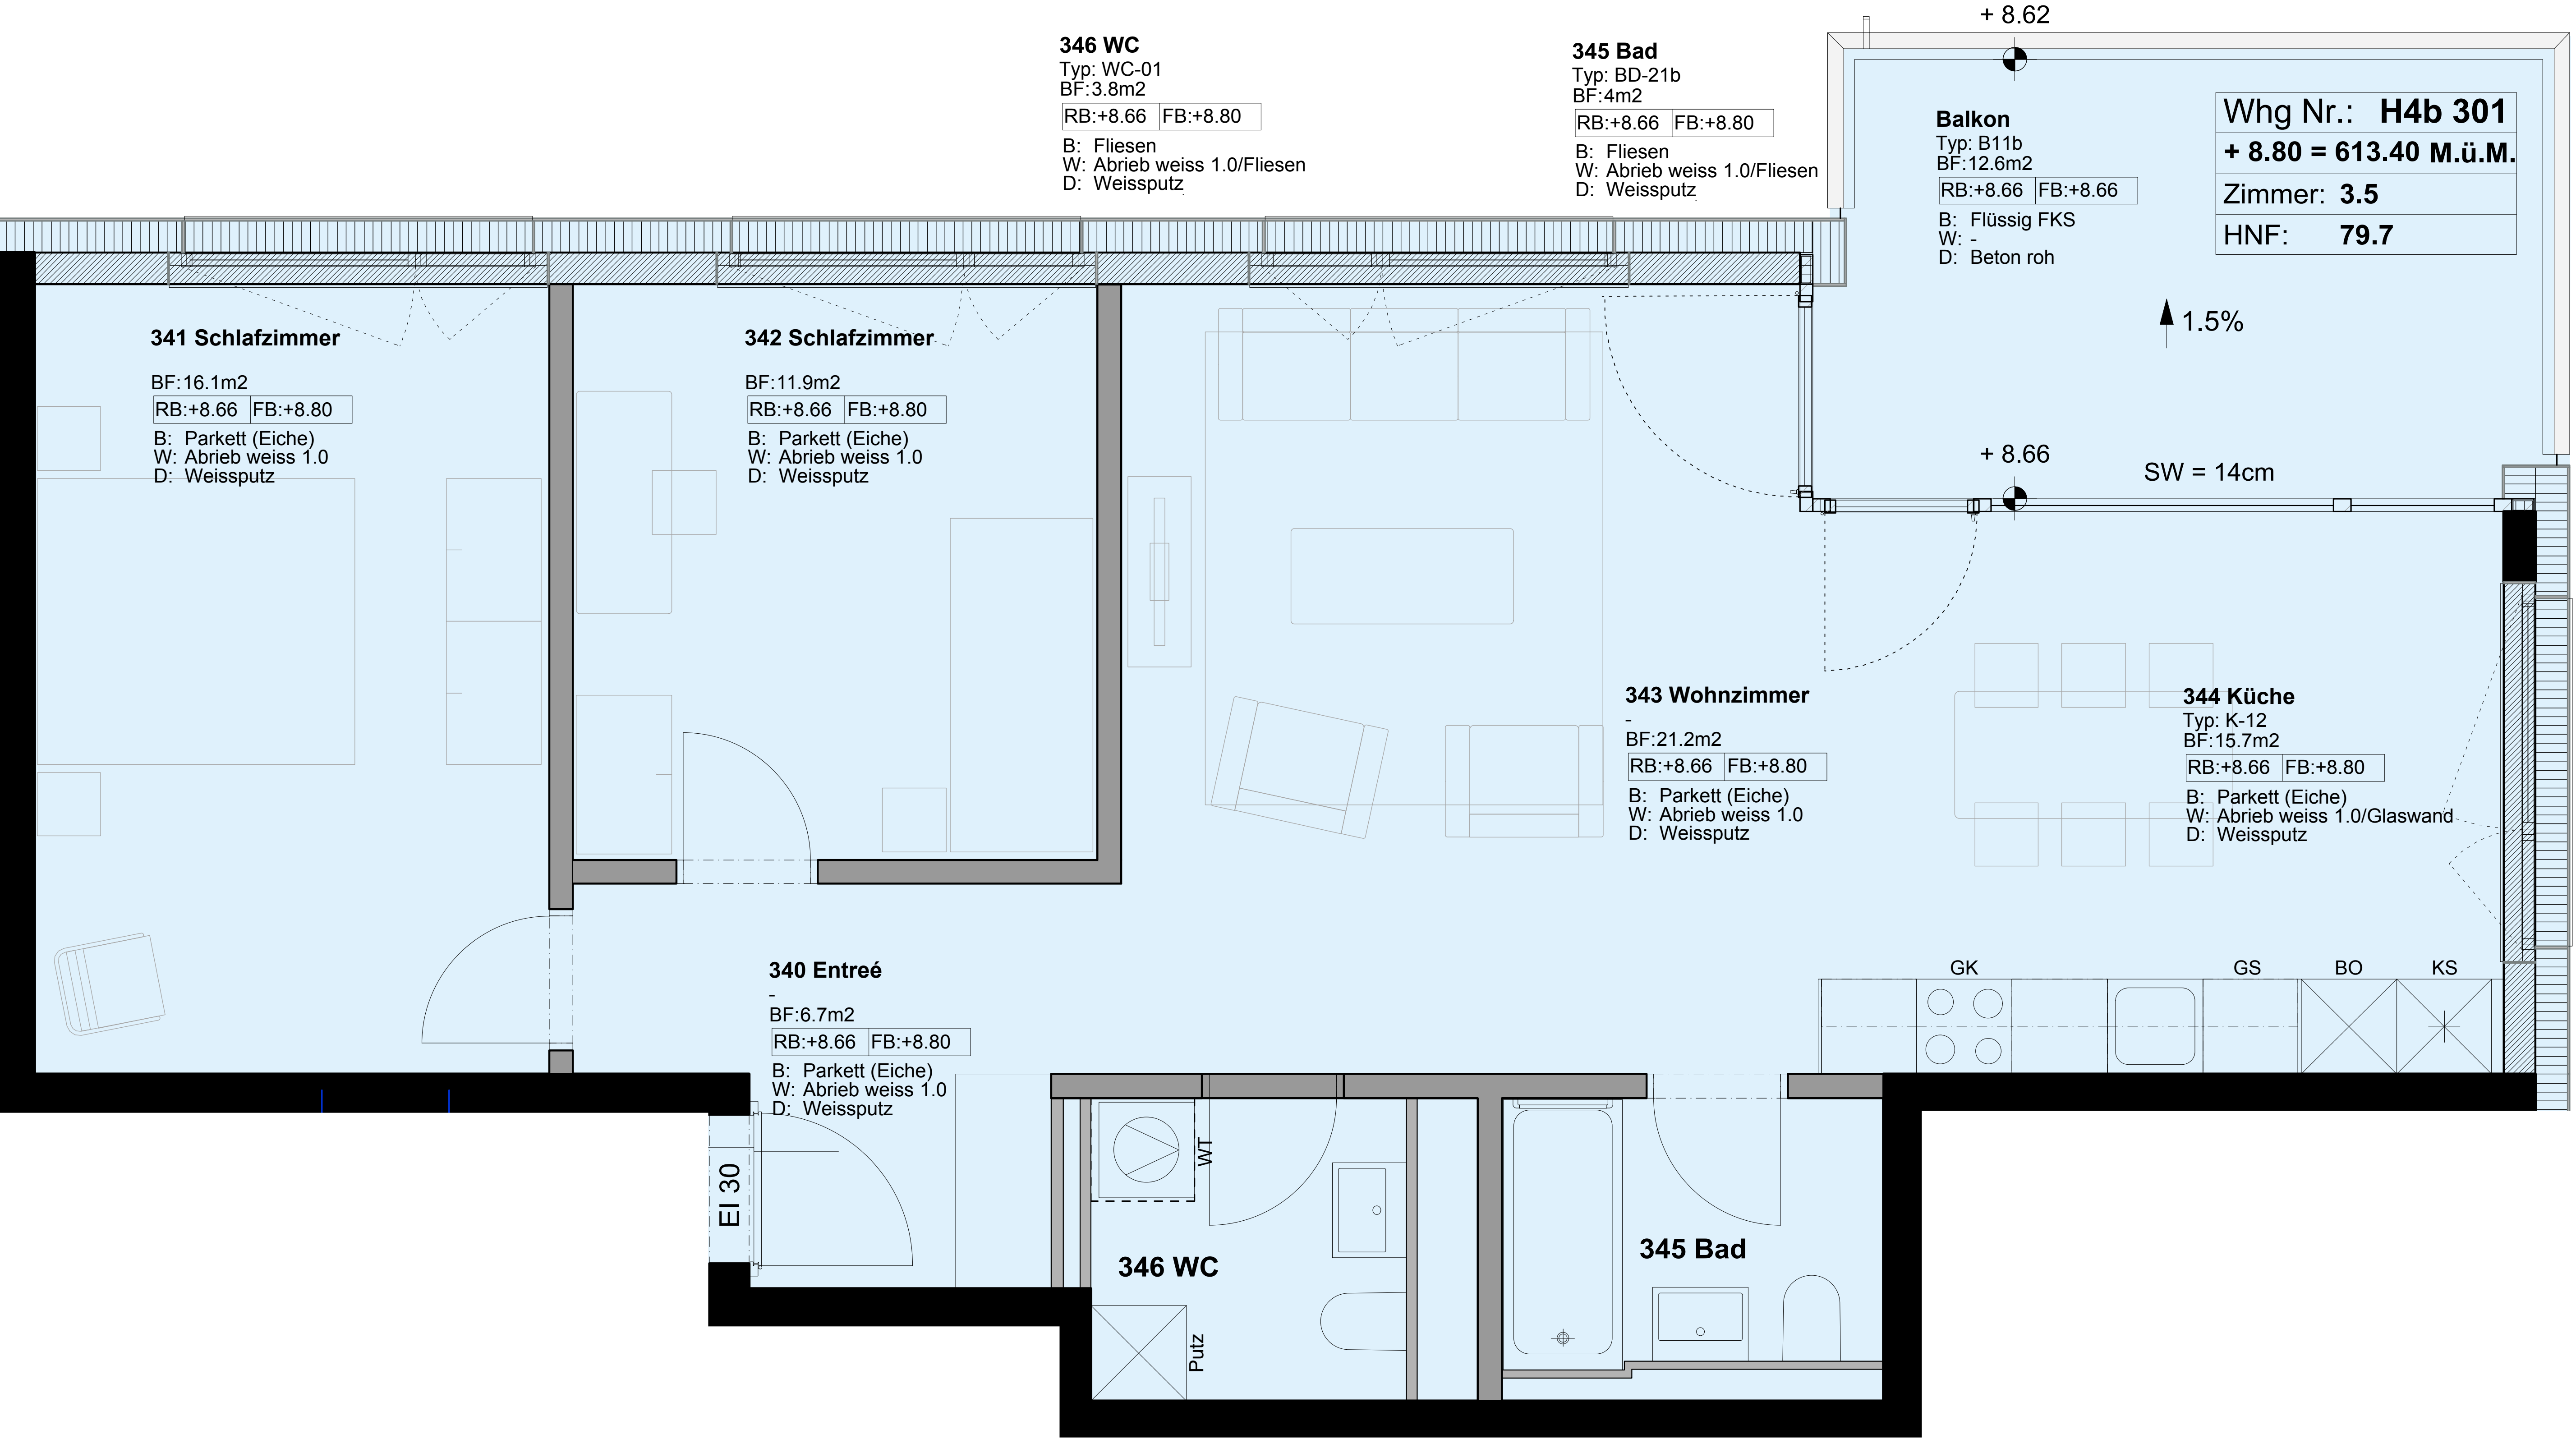 + 8.62
346 WC
Typ: WC-01
BF:3.8m2
RB:+8.66 FB:+8.80
B: Fliesen
W: Abrieb weiss 1.0/Fliesen
D: Weissputz
345 Bad
Typ: BD-21b
BF:4m2
RB:+8.66 FB:+8.80
B: Fliesen
W: Abrieb weiss 1.0/Fliesen
D: Weissputz
Balkon
Typ: B11b
BF:12.6m2
RB:+8.66 FB:+8.66
B: Flüssig FKS
W: -
D: Beton roh
Whg Nr.: H4b 301
+ 8.80 = 613.40 M.ü.M.
Zimmer: 3.5
HNF: 79.7
1.5%
341 Schlafzimmer
BF:16.1m2
RB:+8.66 FB:+8.80
B: Parkett (Eiche)
W: Abrieb weiss 1.0
D: Weissputz
342 Schlafzimmer
BF:11.9m2
RB:+8.66 FB:+8.80
B: Parkett (Eiche)
W: Abrieb weiss 1.0
D: Weissputz
+ 8.66
SW = 14cm
343 Wohnzimmer
-
BF:21.2m2
RB:+8.66 FB:+8.80
B: Parkett (Eiche)
W: Abrieb weiss 1.0
D: Weissputz
344 Küche
Typ: K-12
BF:15.7m2
RB:+8.66 FB:+8.80
B: Parkett (Eiche)
W: Abrieb weiss 1.0/Glaswand
D: Weissputz
340 Entreé
-
BF:6.7m2
RB:+8.66 FB:+8.80
B: Parkett (Eiche)
W: Abrieb weiss 1.0
D: Weissputz
GK GS BO KS
EI 30
WT
346 WC
Putz
345 Bad